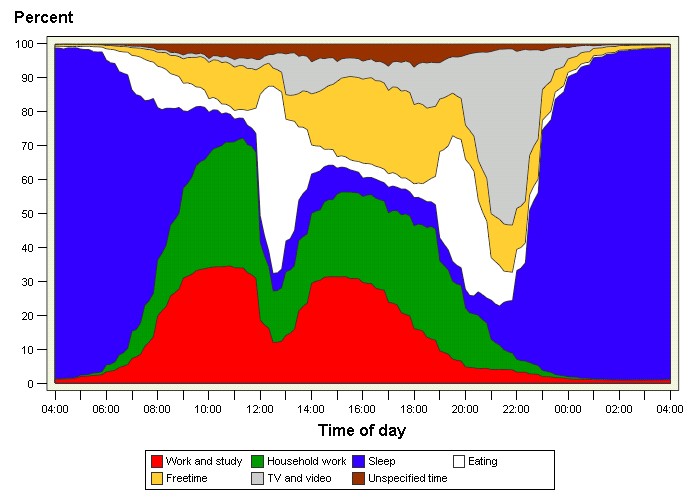 Percent
100
90
80
70
60
50
40
30
20
10
0
04:00 06:00 08:00 10:00 12:00 14:00 16:00 18:00 20:00 22:00 00:00 02:00 04:00
Time of day
Work and study Household work Sleep Eating
Freetime TV and video Unspecified time